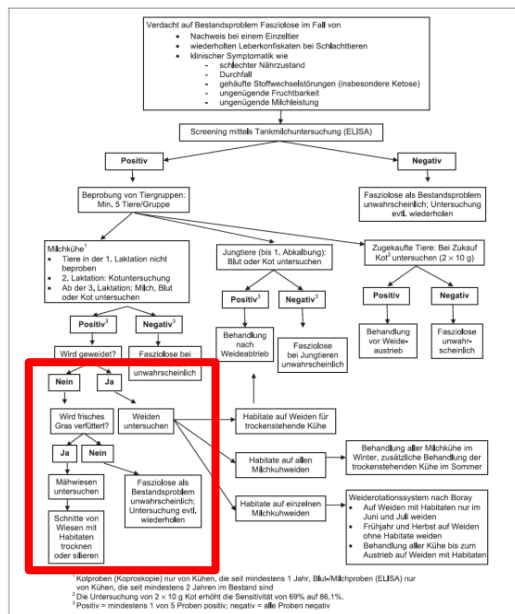 Verdacht auf Bestandsproblem Fasziolose im Fall von
• Nachweis bei einem Einzeltier
• wiederholten Leberkonfiskaten bei Schlachttieren
• klinischer Symptomatik wie
- schlechter Nährzustand
- Durchfall
- gehäufte Stoffwechselstörungen (insbesondere Ketose)
- ungenügende Fruchtbarkeit
- ungenügende Milchleistung
Screening mittels Tankmilchuntersuchung (ELISA)
Positiv
Negativ
Beprobung von Tiergruppen:
Min. 5 Tiere/Gruppe
Fasziolose als Bestandsproblem
unwahrscheinlich; Untersuchung
evtl. wiederholen
Milchkühe1
• Tiere in der 1. Laktation nicht
beproben
• 2. Laktation: Kotuntersuchung
• Ab der 3. Laktation: Milch, Blut
oder Kot untersuchen
Jungtiere (bis 1. Abkalbung):
Blut oder Kot untersuchen
Zugekaufte Tiere: Bei Zukauf
Kot2 untersuchen (2 × 10 g)
Positiv3
Negativ3
Positiv3
Negativ3
Positiv
Negativ
Wird geweidet?
Fasziolose bei
unwahrscheinlich
Behandlung
nach
Weideabtrieb
Fasziolose
bei Jungtieren
unwahrscheinlich
Behandlung
vor Weide-
austrieb
Fasziolose
unwahr-
scheinlich
Nein
Ja
Wird frisches
Gras verfüttert?
Weiden
untersuchen
Habitate auf Weiden für
trockenstehende Kühe
Ja
Nein
Habitate auf allen
Milchkuhweiden
Behandlung aller Milchkühe im
Winter, zusätzliche Behandlung der
trockenstehenden Kühe im Sommer
Mähwiesen
untersuchen
Fasziolose als
Bestandsproblem
unwahrscheinlich;
Untersuchung evtl.
wiederholen
Habitate auf einzelnen
Milchkuhweiden
Weiderotationssystem nach Boray
• Auf Weiden mit Habitaten nur im
Juni und Juli weiden
• Frühjahr und Herbst auf Weiden
ohne Habitate weiden
• Behandlung aller Kühe bis zum
Austrieb auf Weiden mit Habitaten
Schnitte von
Wiesen mit
Habitaten
trocknen
oder silieren
1 Kotproben (Koproskopie) nur von Kühen, die seit mindestens 1 Jahr, Blut-/Milchproben (ELISA) nur
von Kühen, die seit mindestens 2 Jahren im Bestand sind
2 Die Untersuchung von 2 × 10 g Kot erhöht die Sensitivität von 69% auf 86,1%.
3 Positiv = mindestens 1 von 5 Proben positiv; negativ = alle Proben negativ